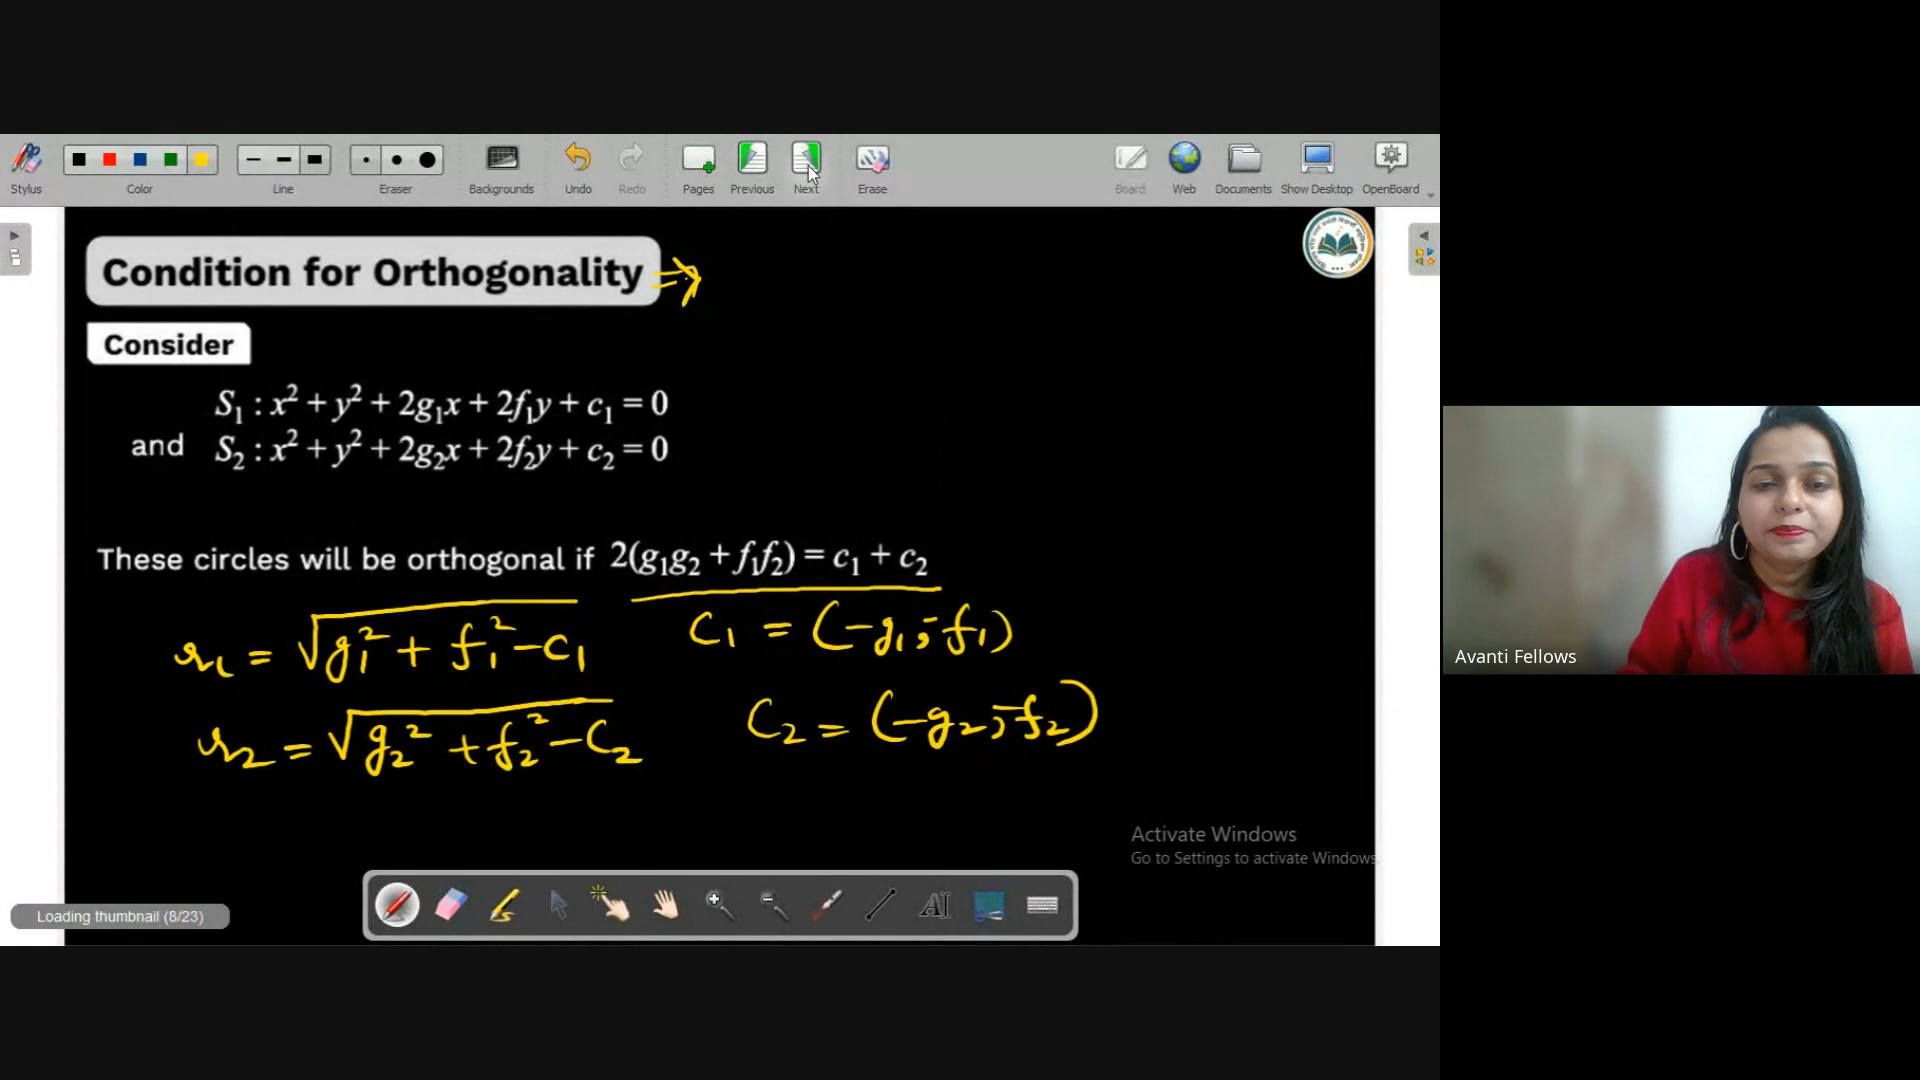 Stylus Color Line Eraser Backgrounds Undo Redo Pages Previous Next Erase Board Web Documents Show Desktop OpenBoard
Condition for Orthogonality ⇒
Consider
S₁ : x² + y² + 2g₁x + 2f₁y + c₁ = 0
and S₂ : x² + y² + 2g₂x + 2f₂y + c₂ = 0
These circles will be orthogonal if 2(g₁g₂ + f₁f₂) = c₁ + c₂
r₁ = √(g₁² + f₁² - c₁) C₁ = (-g₁, -f₁)
r₂ = √(g₂² + f₂² - c₂) C₂ = (-g₂, -f₂)
Activate Windows
Go to Settings to activate Windows.
Loading thumbnail (8/23)
AI
Avanti Fellows